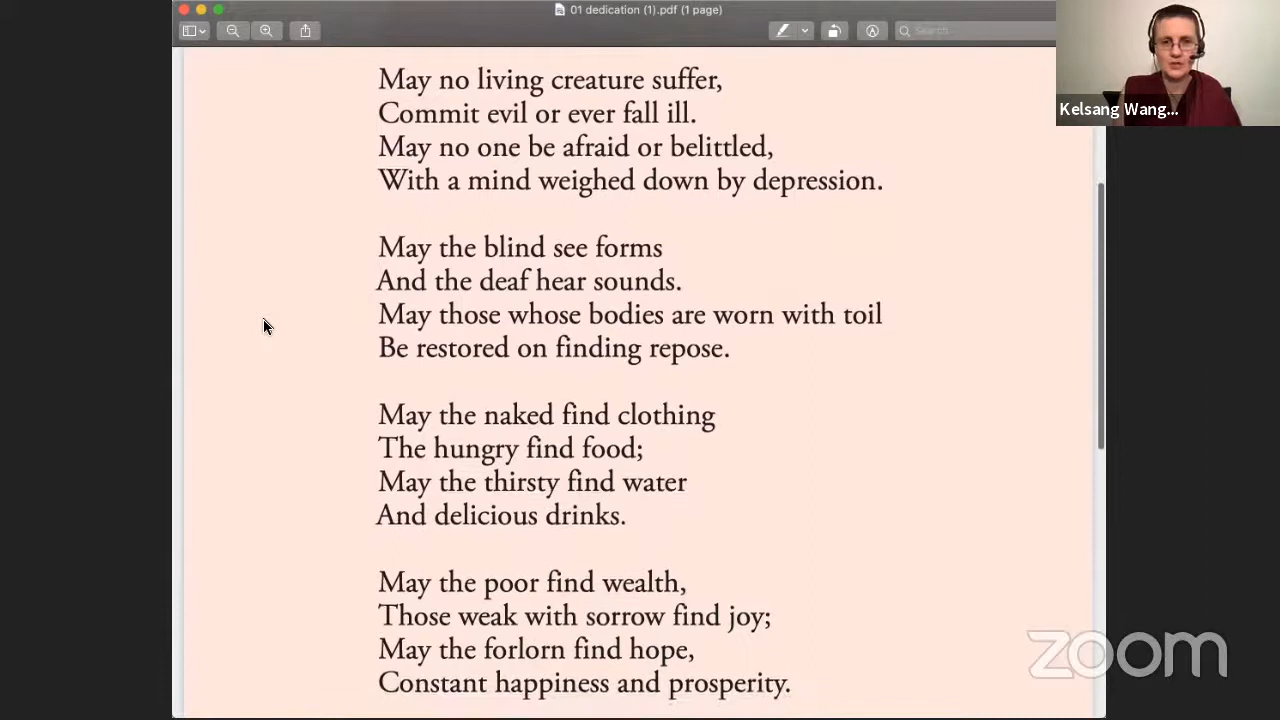 01 dedication (1).pdf (1 page)
Search
May no living creature suffer,
Commit evil or ever fall ill.
May no one be afraid or belittled,
With a mind weighed down by depression.
May the blind see forms
And the deaf hear sounds.
May those whose bodies are worn with toil
Be restored on finding repose.
May the naked find clothing
The hungry find food;
May the thirsty find water
And delicious drinks.
May the poor find wealth,
Those weak with sorrow find joy;
May the forlorn find hope,
Constant happiness and prosperity.
Kelsang Wang...
zoom